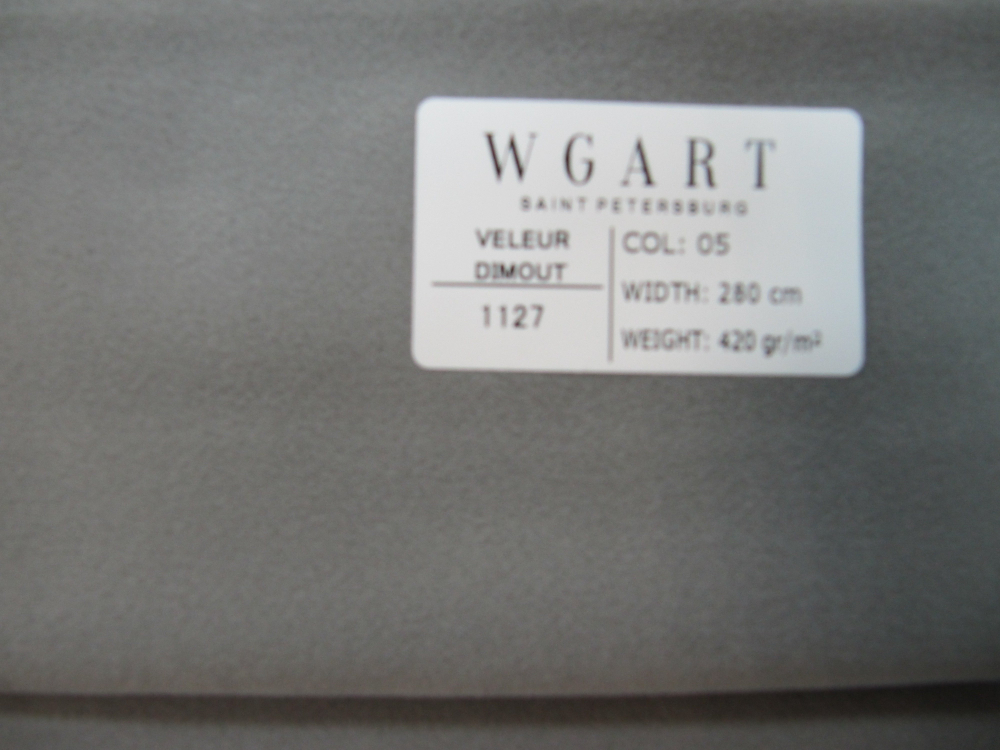 WGART
SAINT PETERSBURG
VELEUR
DIMOUT
1127
COL: 05
WIDTH: 280 cm
WEIGHT: 420 gr/m²